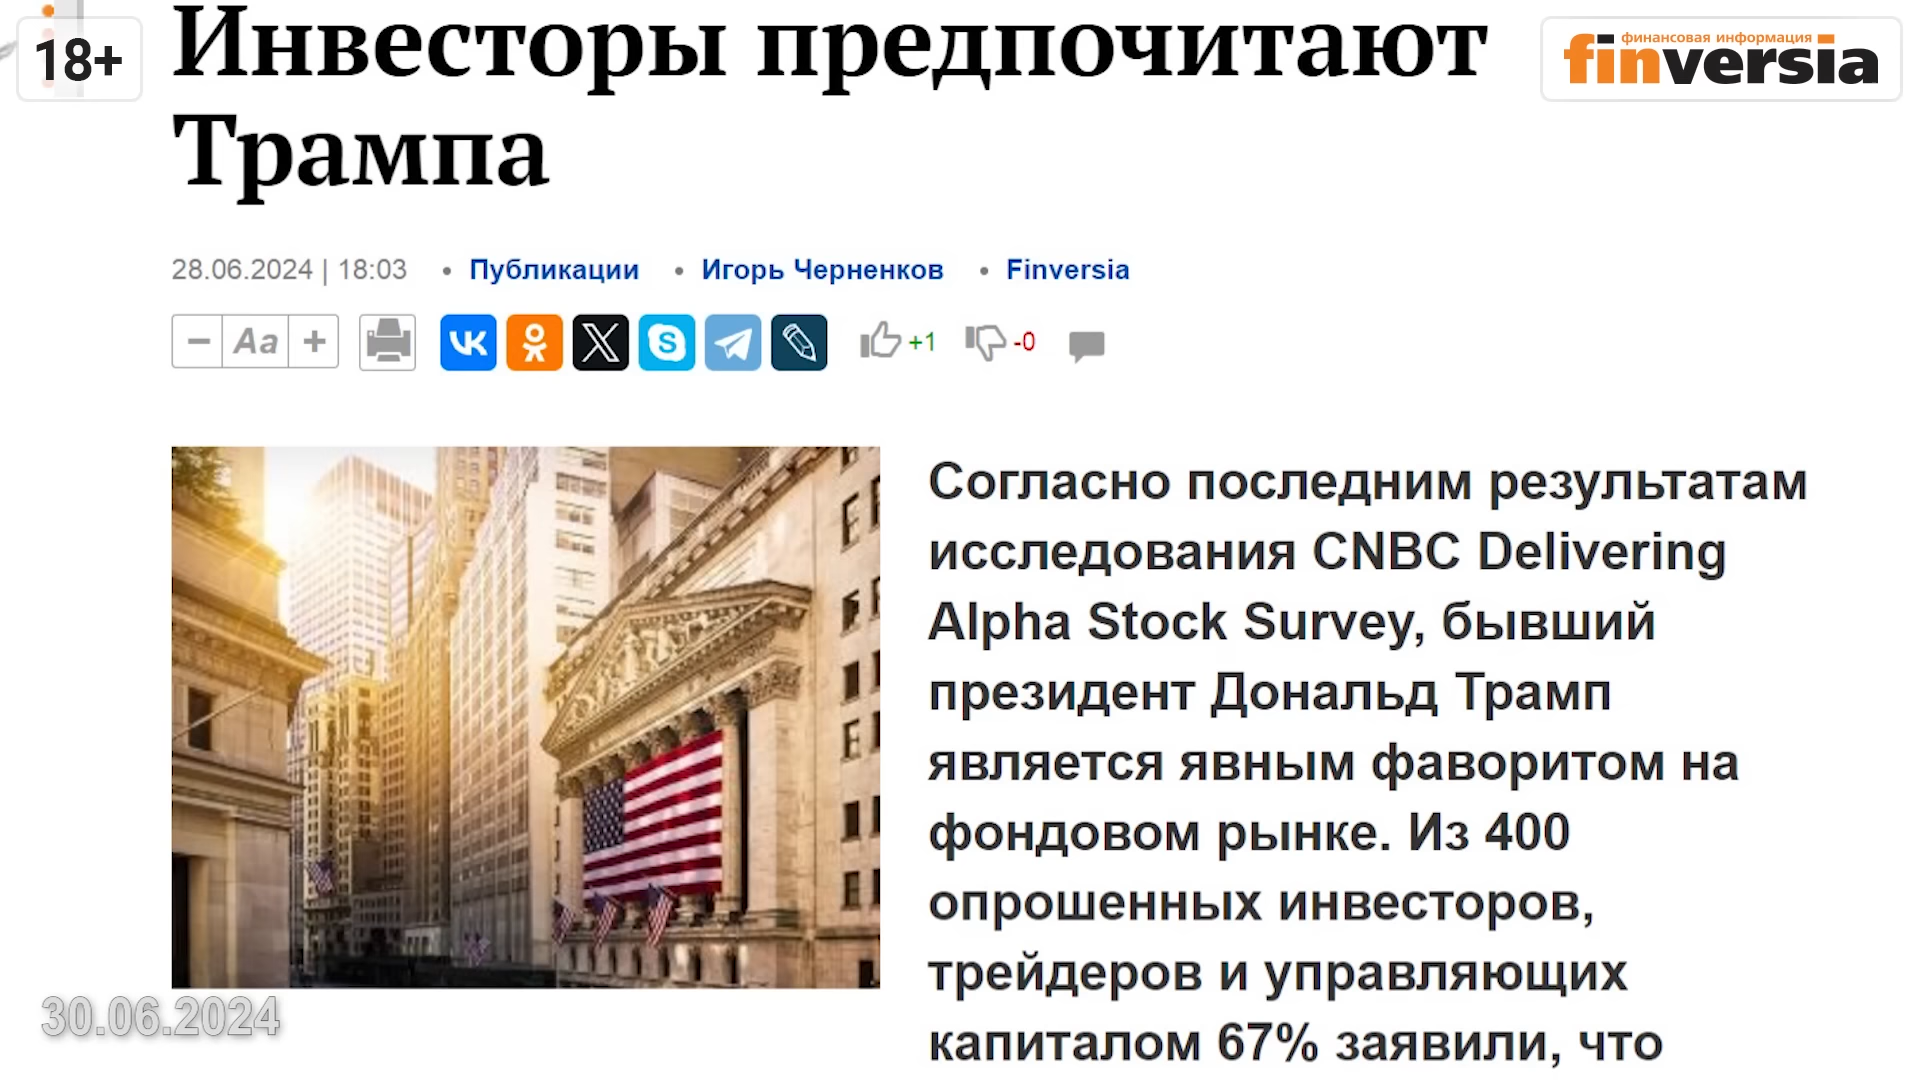 18+
финансовая информация
finversia
Инвесторы предпочитают
Трампа
28.06.2024 | 18:03 • Публикации • Игорь Черненков • Finversia
− Aa + +1 -0
Согласно последним результатам
исследования CNBC Delivering
Alpha Stock Survey, бывший
президент Дональд Трамп
является явным фаворитом на
фондовом рынке. Из 400
опрошенных инвесторов,
трейдеров и управляющих
капиталом 67% заявили, что
30.06.2024